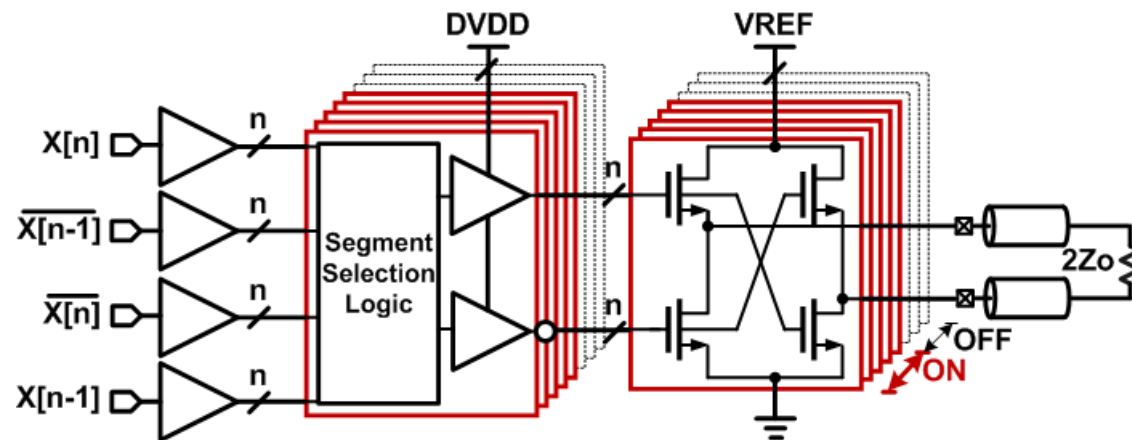 DVDD
VREF
X[n]
n
n
X̅[̅n̅-̅1̅]̅
n
X̅[̅n̅]̅
n
X[n-1]
n
Segment
Selection
Logic
n
2Zo
OFF
ON